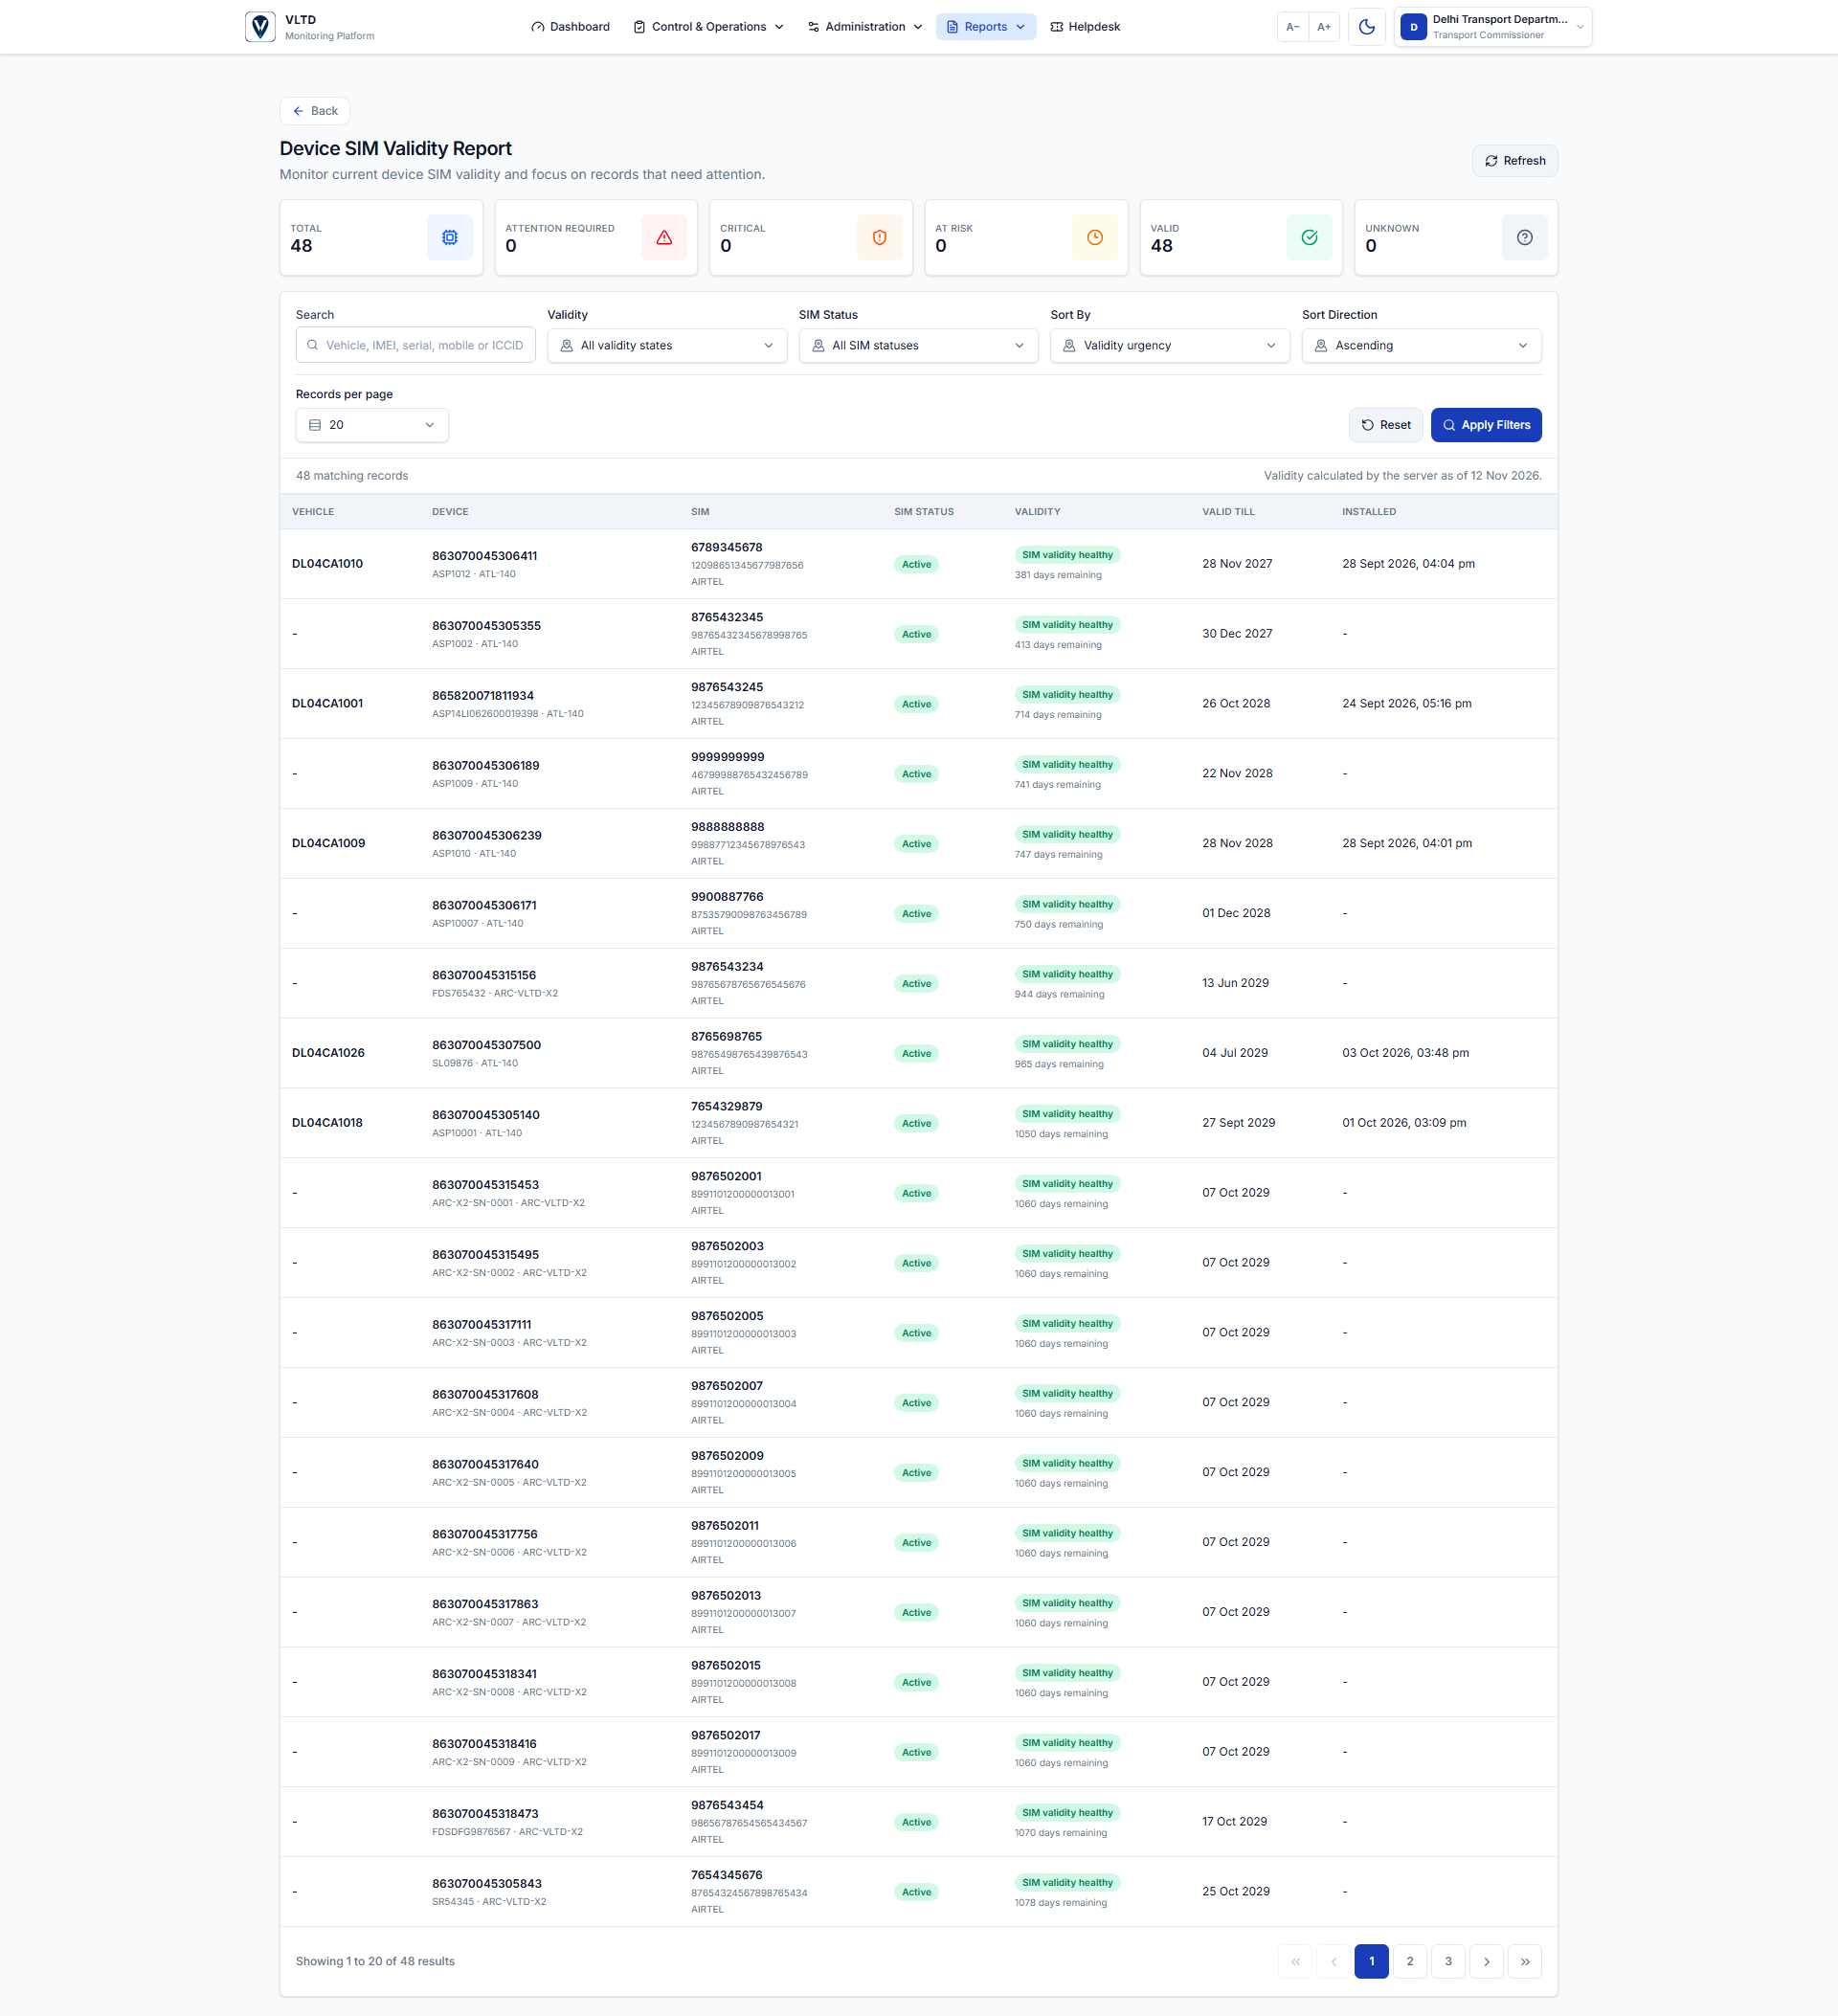 VLTD
Monitoring Platform
Dashboard
Control & Operations
Administration
Reports
Helpdesk
A-
A+
D
Delhi Transport Departm...
Transport Commissioner
Back
Device SIM Validity Report
Monitor current device SIM validity and focus on records that need attention.
Refresh
TOTAL
48
ATTENTION REQUIRED
0
CRITICAL
0
AT RISK
0
VALID
48
UNKNOWN
0
Search
Vehicle, IMEI, serial, mobile or ICCID
Validity
All validity states
SIM Status
All SIM statuses
Sort By
Validity urgency
Sort Direction
Ascending
Records per page
20
Reset
Apply Filters
48 matching records
Validity calculated by the server as of 12 Nov 2026.
VEHICLE DEVICE SIM SIM STATUS VALIDITY VALID TILL INSTALLED
DL04CA1010
863070045306411
ASP1012 · ATL-140
6789345678
12098651345677987656
AIRTEL
Active
SIM validity healthy
381 days remaining
28 Nov 2027
28 Sept 2026, 04:04 pm
-
863070045305355
ASP1002 · ATL-140
8765432345
98765432345678998765
AIRTEL
Active
SIM validity healthy
413 days remaining
30 Dec 2027
-
DL04CA1001
865820071811934
ASP14LI062600019398 · ATL-140
9876543245
12345678909876543212
AIRTEL
Active
SIM validity healthy
714 days remaining
26 Oct 2028
24 Sept 2026, 05:16 pm
-
863070045306189
ASP1009 · ATL-140
9999999999
46799988765432456789
AIRTEL
Active
SIM validity healthy
741 days remaining
22 Nov 2028
-
DL04CA1009
863070045306239
ASP1010 · ATL-140
9888888888
99887712345678976543
AIRTEL
Active
SIM validity healthy
747 days remaining
28 Nov 2028
28 Sept 2026, 04:01 pm
-
863070045306171
ASP10007 · ATL-140
9900887766
87535790098763456789
AIRTEL
Active
SIM validity healthy
750 days remaining
01 Dec 2028
-
-
863070045315156
FDS765432 · ARC-VLTD-X2
9876543234
98765678765676545676
AIRTEL
Active
SIM validity healthy
944 days remaining
13 Jun 2029
-
DL04CA1026
863070045307500
SL09876 · ATL-140
8765698765
98765498765439876543
AIRTEL
Active
SIM validity healthy
965 days remaining
04 Jul 2029
03 Oct 2026, 03:48 pm
DL04CA1018
863070045305140
ASP10001 · ATL-140
7654329879
1234567890987654321
AIRTEL
Active
SIM validity healthy
1050 days remaining
27 Sept 2029
01 Oct 2026, 03:09 pm
-
863070045315453
ARC-X2-SN-0001 · ARC-VLTD-X2
9876502001
8991101200000013001
AIRTEL
Active
SIM validity healthy
1060 days remaining
07 Oct 2029
-
-
863070045315495
ARC-X2-SN-0002 · ARC-VLTD-X2
9876502003
8991101200000013002
AIRTEL
Active
SIM validity healthy
1060 days remaining
07 Oct 2029
-
-
863070045317111
ARC-X2-SN-0003 · ARC-VLTD-X2
9876502005
8991101200000013003
AIRTEL
Active
SIM validity healthy
1060 days remaining
07 Oct 2029
-
-
863070045317608
ARC-X2-SN-0004 · ARC-VLTD-X2
9876502007
8991101200000013004
AIRTEL
Active
SIM validity healthy
1060 days remaining
07 Oct 2029
-
-
863070045317640
ARC-X2-SN-0005 · ARC-VLTD-X2
9876502009
8991101200000013005
AIRTEL
Active
SIM validity healthy
1060 days remaining
07 Oct 2029
-
-
863070045317756
ARC-X2-SN-0006 · ARC-VLTD-X2
9876502011
8991101200000013006
AIRTEL
Active
SIM validity healthy
1060 days remaining
07 Oct 2029
-
-
863070045317863
ARC-X2-SN-0007 · ARC-VLTD-X2
9876502013
8991101200000013007
AIRTEL
Active
SIM validity healthy
1060 days remaining
07 Oct 2029
-
-
863070045318341
ARC-X2-SN-0008 · ARC-VLTD-X2
9876502015
8991101200000013008
AIRTEL
Active
SIM validity healthy
1060 days remaining
07 Oct 2029
-
-
863070045318416
ARC-X2-SN-0009 · ARC-VLTD-X2
9876502017
8991101200000013009
AIRTEL
Active
SIM validity healthy
1060 days remaining
07 Oct 2029
-
-
863070045318473
FDSDFG9876567 · ARC-VLTD-X2
9876543454
98656787654565434567
AIRTEL
Active
SIM validity healthy
1070 days remaining
17 Oct 2029
-
-
863070045305843
SR54345 · ARC-VLTD-X2
7654345676
87654324567898765434
AIRTEL
Active
SIM validity healthy
1078 days remaining
25 Oct 2029
-
Showing 1 to 20 of 48 results
« ‹ 1 2 3 › »